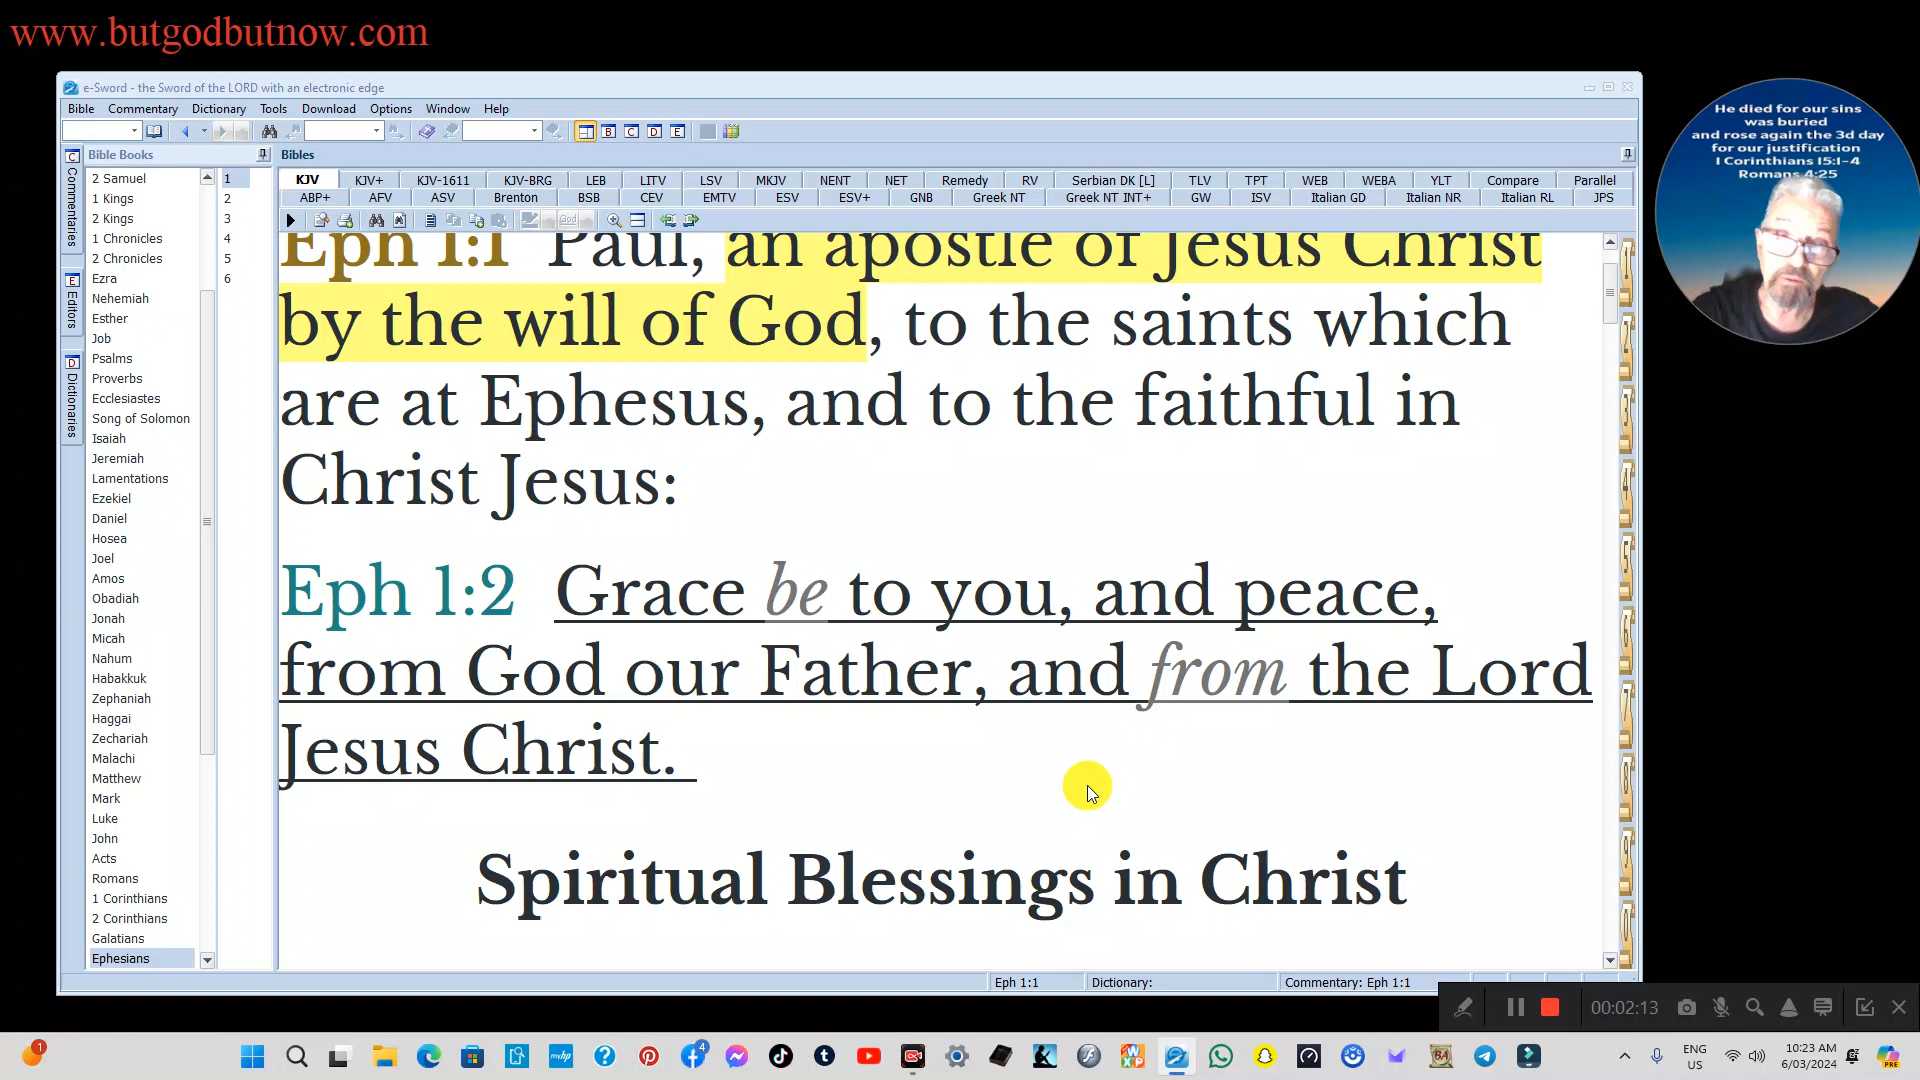 www.butgodbutnow.com
e-Sword - the Sword of the LORD with an electronic edge
Bible Commentary Dictionary Tools Download Options Window Help
B C D E
Bible Books
Bibles
C Commentaries
E Editors
D Dictionaries
2 Samuel
1 Kings
2 Kings
1 Chronicles
2 Chronicles
Ezra
Nehemiah
Esther
Job
Psalms
Proverbs
Ecclesiastes
Song of Solomon
Isaiah
Jeremiah
Lamentations
Ezekiel
Daniel
Hosea
Joel
Amos
Obadiah
Jonah
Micah
Nahum
Habakkuk
Zephaniah
Haggai
Zechariah
Malachi
Matthew
Mark
Luke
John
Acts
Romans
1 Corinthians
2 Corinthians
Galatians
Ephesians
1
2
3
4
5
6
KJV KJV+ KJV-1611 KJV-BRG LEB LITV LSV MKJV NENT NET Remedy RV Serbian DK [L] TLV TPT WEB WEBA YLT Compare Parallel
ABP+ AFV ASV Brenton BSB CEV EMTV ESV ESV+ GNB Greek NT Greek NT INT+ GW ISV Italian GD Italian NR Italian RL JPS
Eph 1:1 Paul, an apostle of Jesus Christ
by the will of God, to the saints which
are at Ephesus, and to the faithful in
Christ Jesus:
Eph 1:2 Grace be to you, and peace,
from God our Father, and from the Lord
Jesus Christ.
Spiritual Blessings in Christ
Eph 1:1
Dictionary:
Commentary: Eph 1:1
He died for our sins
was buried
and rose again the 3d day
for our justification
1 Corinthians 15:1-4
Romans 4:25
00:02:13
1
4
ENG
US
10:23 AM
6/03/2024